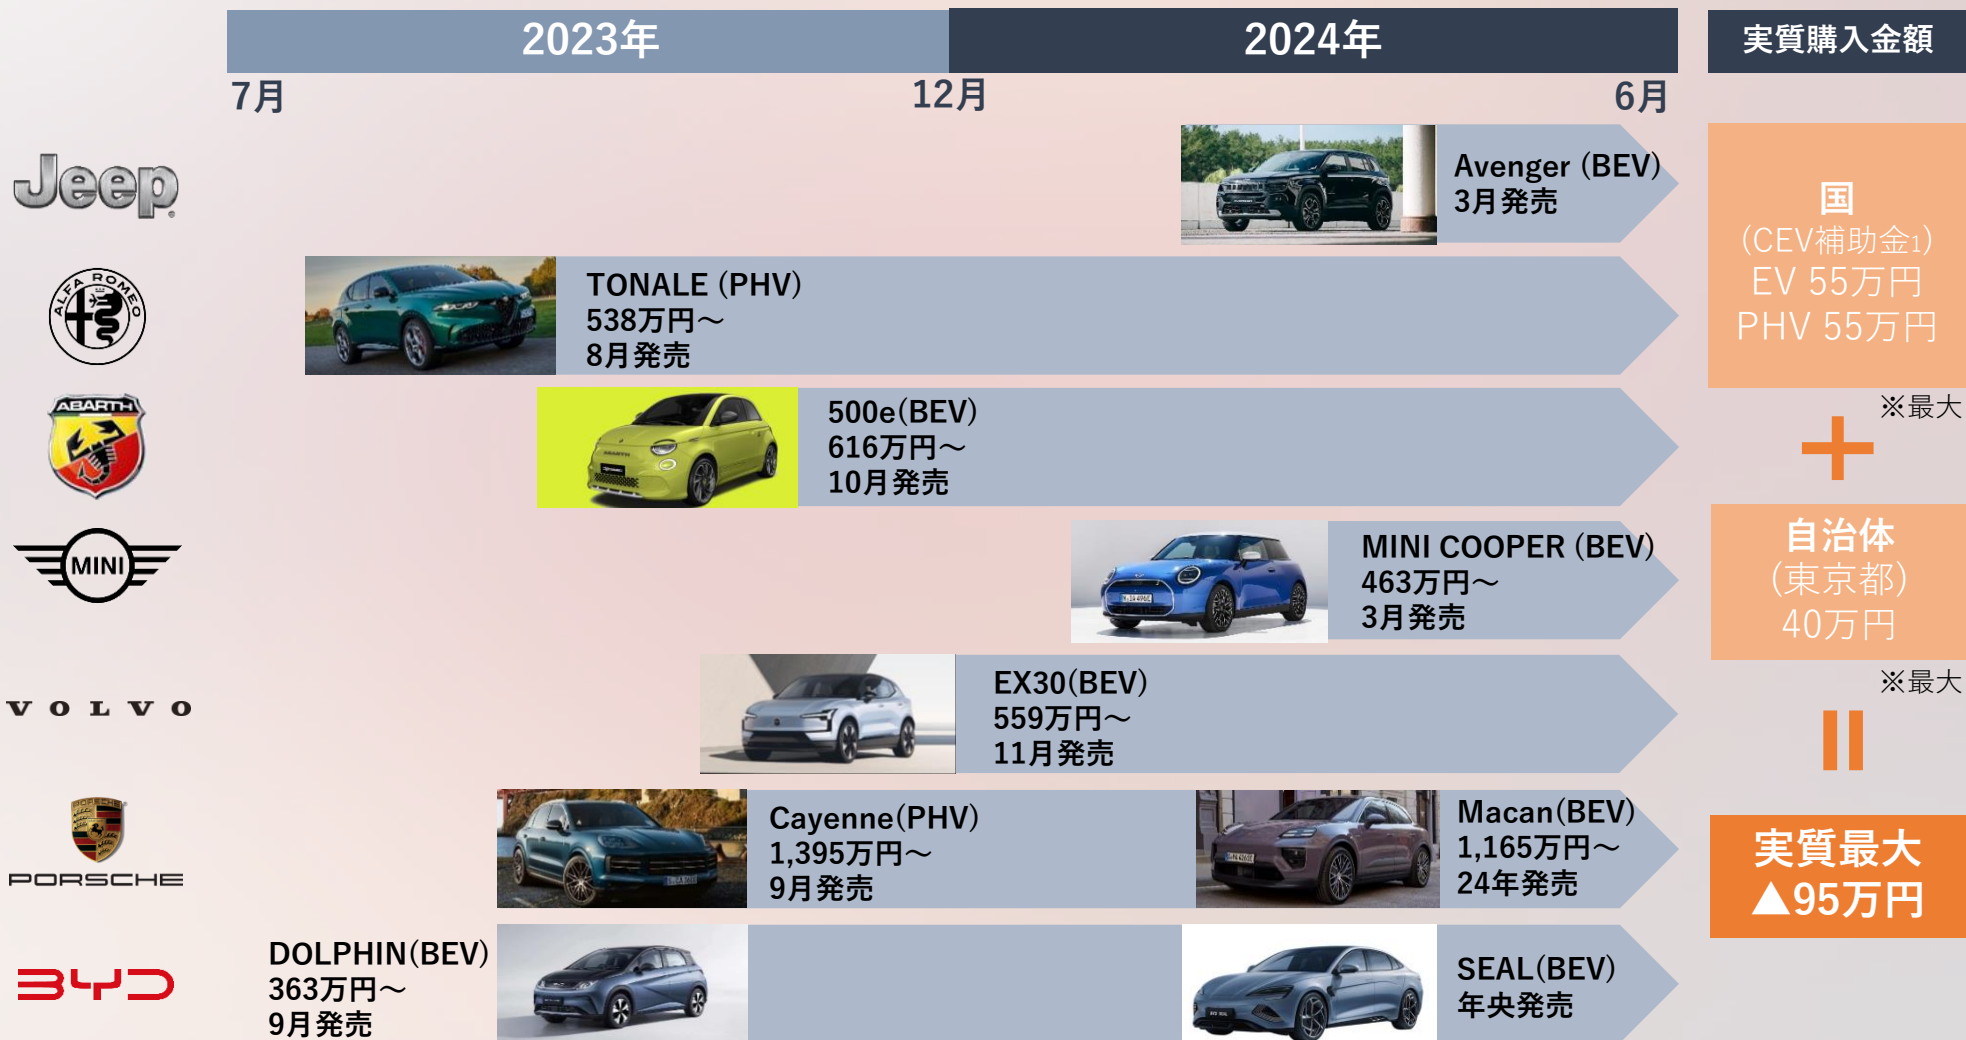 2023年
2024年
実質購入金額
7月
12月
6月
Jeep
Avenger (BEV)
3月発売
ALFA ROMEO
TONALE (PHV)
538万円～
8月発売
ABARTH
500e(BEV)
616万円～
10月発売
MINI
MINI COOPER (BEV)
463万円～
3月発売
VOLVO
EX30(BEV)
559万円～
11月発売
PORSCHE
PORSCHE
Cayenne(PHV)
1,395万円～
9月発売
Macan(BEV)
1,165万円～
24年発売
BYD
DOLPHIN(BEV)
363万円～
9月発売
SEAL(BEV)
年央発売
国
(CEV補助金1)
EV 55万円
PHV 55万円
※最大
＋
自治体
(東京都)
40万円
※最大
実質最大
▲95万円